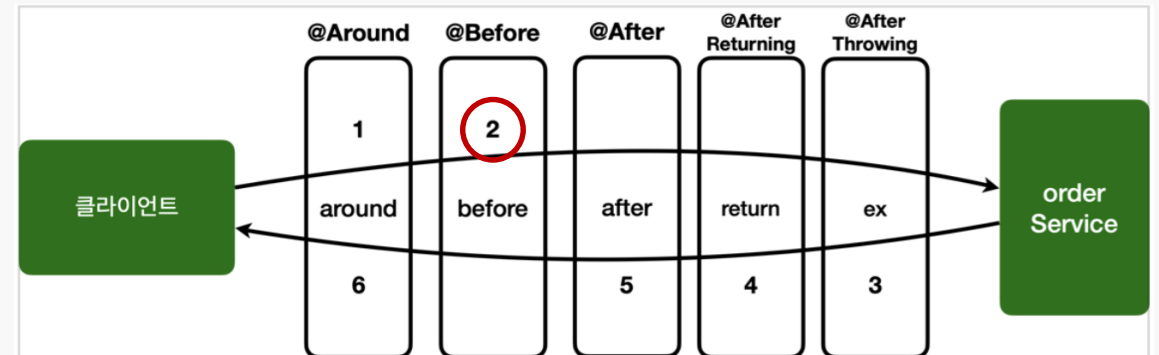 @Around
@Before
@After
@After
Returning
@After
Throwing
1
2
클라이언트
around
before
after
return
ex
order
Service
6
5
4
3